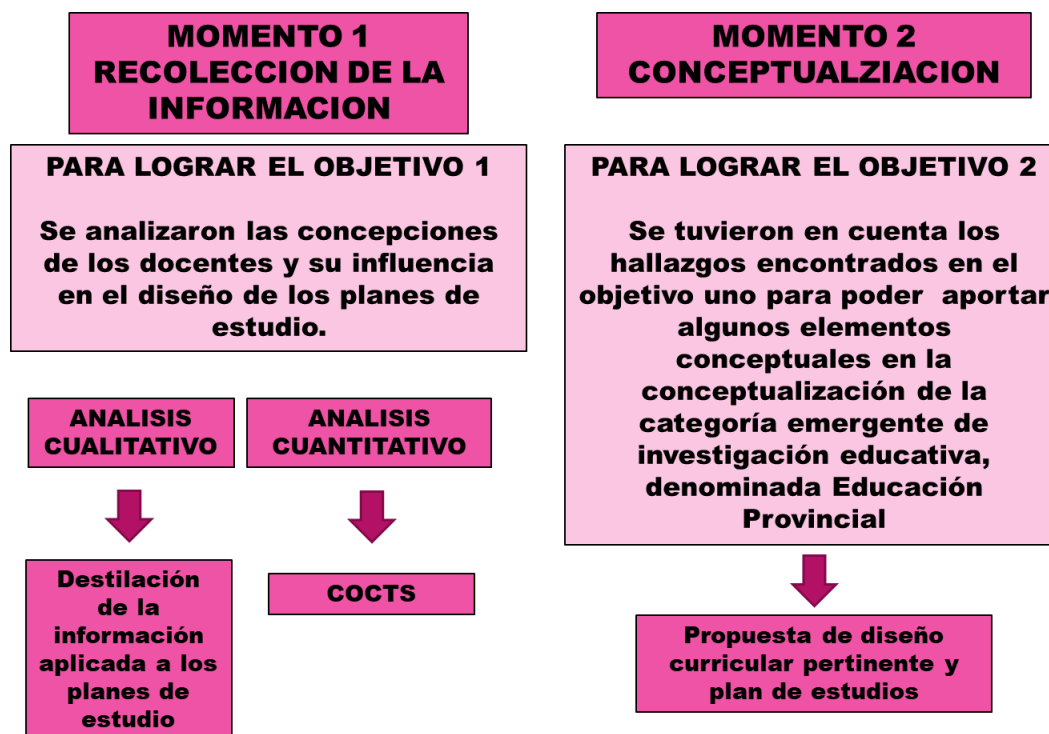 MOMENTO 1
RECOLECCION DE LA
INFORMACION
PARA LOGRAR EL OBJETIVO 1
Se analizaron las concepciones
de los docentes y su influencia
en el diseño de los planes de
estudio.
ANALISIS
CUALITATIVO
ANALISIS
CUANTITATIVO
Destilación
de la
información
aplicada a los
planes de
estudio
COCTS
MOMENTO 2
CONCEPTUALZIACION
PARA LOGRAR EL OBJETIVO 2
Se tuvieron en cuenta los
hallazgos encontrados en el
objetivo uno para poder aportar
algunos elementos
conceptuales en la
conceptualización de la
categoría emergente de
investigación educativa,
denominada Educación
Provincial
Propuesta de diseño
curricular pertinente y
plan de estudios